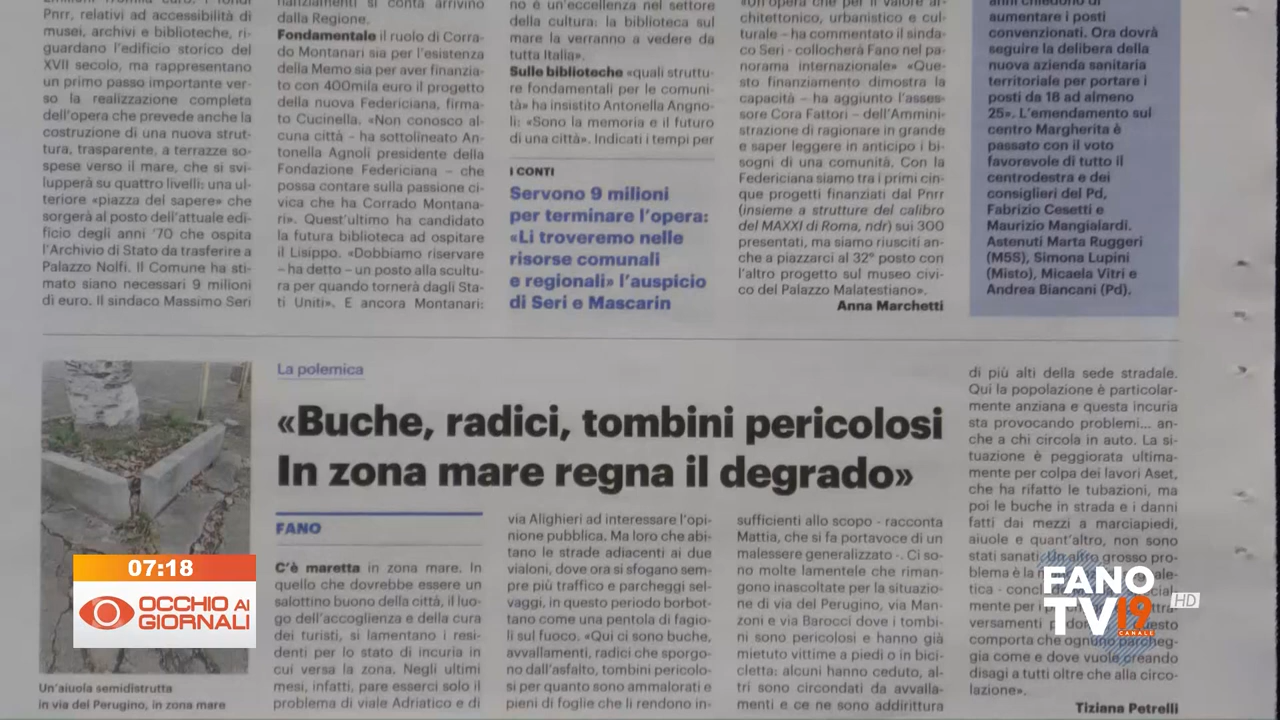 Pnrr, relativi ad accessibilità di
musei, archivi e biblioteche, ri-
guardano l'edificio storico del
XVII secolo, ma rappresentano
un primo passo importante ver-
so la realizzazione completa
dell'opera che prevede anche la
costruzione di una nuova strut-
tura, trasparente, a terrazze so-
spese verso il mare, che si svi-
lupperà su quattro livelli: una ul-
teriore «piazza del sapere» che
sorgerà al posto dell'attuale edi-
ficio degli anni '70 che ospita
l'Archivio di Stato da trasferire a
Palazzo Nolfi. Il Comune ha sti-
mato siano necessari 9 milioni
di euro. Il sindaco Massimo Seri
nanziamenti si conta arrivino
dalla Regione.
Fondamentale il ruolo di Corra-
do Montanari sia per l'esistenza
della Memo sia per aver finanzia-
to con 400mila euro il progetto
della nuova Federiciana, firma-
to Cucinella. «Non conosco al-
cuna città – ha sottolineato An-
tonella Agnoli presidente della
Fondazione Federiciana – che
possa contare sulla passione ci-
vica che ha Corrado Montana-
ri». Quest'ultimo ha candidato
la futura biblioteca ad ospitare
il Lisippo. «Dobbiamo riservare
– ha detto – un posto alla scultu-
ra per quando tornerà dagli Sta-
ti Uniti». E ancora Montanari:
no è un'eccellenza nel settore
della cultura: la biblioteca sul
mare la verranno a vedere da
tutta Italia».
Sulle biblioteche «quali struttu-
re fondamentali per le comuni-
tà» ha insistito Antonella Angno-
li: «Sono la memoria e il futuro
di una città». Indicati i tempi per
I CONTI
Servono 9 milioni
per terminare l'opera:
«Li troveremo nelle
risorse comunali
e regionali» l'auspicio
di Seri e Mascarin
«Un'opera che per il valore ar-
chitettonico, urbanistico e cul-
turale – ha commentato il sinda-
co Seri - collocherà Fano nel pa-
norama internazionale» «Que-
sto finanziamento dimostra la
capacità – ha aggiunto l'asses-
sore Cora Fattori – dell'Ammini-
strazione di ragionare in grande
e saper leggere in anticipo i bi-
sogni di una comunità. Con la
Federiciana siamo tra i primi cin-
que progetti finanziati dal Pnrr
(insieme a strutture del calibro
del MAXXI di Roma, ndr) sui 300
presentati, ma siamo riusciti an-
che a piazzarci al 32° posto con
l'altro progetto sul museo civi-
co del Palazzo Malatestiano».
Anna Marchetti
anni chiedono di
aumentare i posti
convenzionati. Ora dovrà
seguire la delibera della
nuova azienda sanitaria
territoriale per portare i
posti da 18 ad almeno
25». L'emendamento sul
centro Margherita è
passato con il voto
favorevole di tutto il
centrodestra e dei
consiglieri del Pd,
Fabrizio Cesetti e
Maurizio Mangialardi.
Astenuti Marta Ruggeri
(M5S), Simona Lupini
(Misto), Micaela Vitri e
Andrea Biancani (Pd).
La polemica
«Buche, radici, tombini pericolosi
In zona mare regna il degrado»
FANO
C'è maretta in zona mare. In
quello che dovrebbe essere un
salottino buono della città, il luo-
go dell'accoglienza e della cura
dei turisti, si lamentano i resi-
denti per lo stato di incuria in
cui versa la zona. Negli ultimi
mesi, infatti, pare esserci solo il
problema di viale Adriatico e di
via Alighieri ad interessare l'opi-
nione pubblica. Ma loro che abi-
tano le strade adiacenti ai due
vialoni, dove ora si sfogano sem-
pre più traffico e parcheggi sel-
vaggi, in questo periodo borbot-
tano come una pentola di fagio-
li sul fuoco. «Qui ci sono buche,
avvallamenti, radici che sporgo-
no dall'asfalto, tombini pericolo-
si per quanto sono ammalorati e
pieni di foglie che li rendono in-
sufficienti allo scopo - racconta
Mattia, che si fa portavoce di un
malessere generalizzato -. Ci so-
no molte lamentele che riman-
gono inascoltate per la situazio-
ne di via del Perugino, via Man-
zoni e via Barocci dove i tombi-
ni sono pericolosi e hanno già
mietuto vittime a piedi o in bici-
cletta: alcuni hanno ceduto, al-
tri sono circondati da avvalla-
menti e ce ne sono addirittura
di più alti della sede stradale.
Qui la popolazione è particolar-
mente anziana e questa incuria
sta provocando problemi... an-
che a chi circola in auto. La si-
tuazione è peggiorata ultima-
mente per colpa dei lavori Aset,
che ha rifatto le tubazioni, ma
poi le buche in strada e i danni
fatti dai mezzi a marciapiedi,
aiuole e quant'altro, non sono
stati sanati. Un altro grosso pro-
blema è la
tica -
mente per i
versamenti
comporta che ognuno parcheg-
gia come e dove vuole creando
disagi a tutti oltre che alla circo-
lazione».
Tiziana Petrelli
Un'aiuola semidistrutta
in via del Perugino, in zona mare
07:18
OCCHIO AI
GIORNALI
FANO
TV 19
CANALE
HD